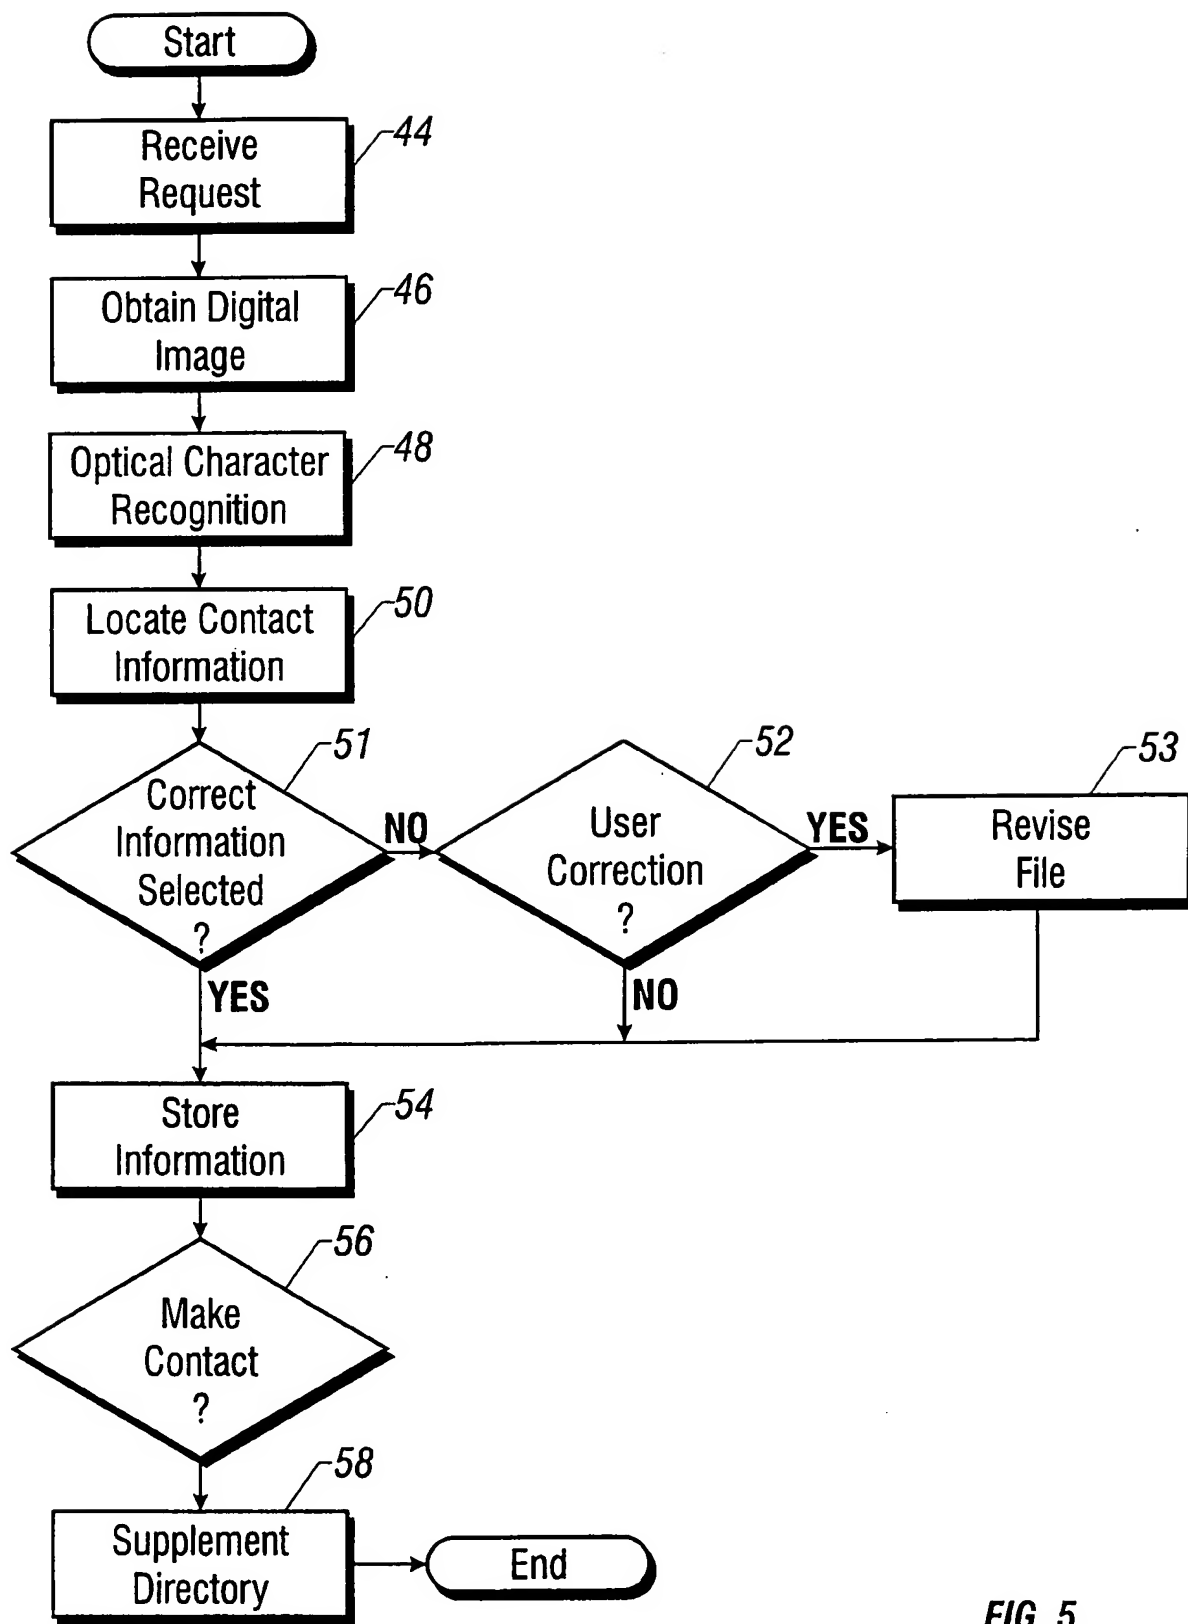 Start
Receive
Request
44
Obtain Digital
Image
46
Optical Character
Recognition
48
Locate Contact
Information
50
Correct
Information
Selected
?
51
NO
YES
User
Correction
?
52
YES
NO
Revise
File
53
Store
Information
54
Make
Contact
?
56
Supplement
Directory
58
End
FIG. 5